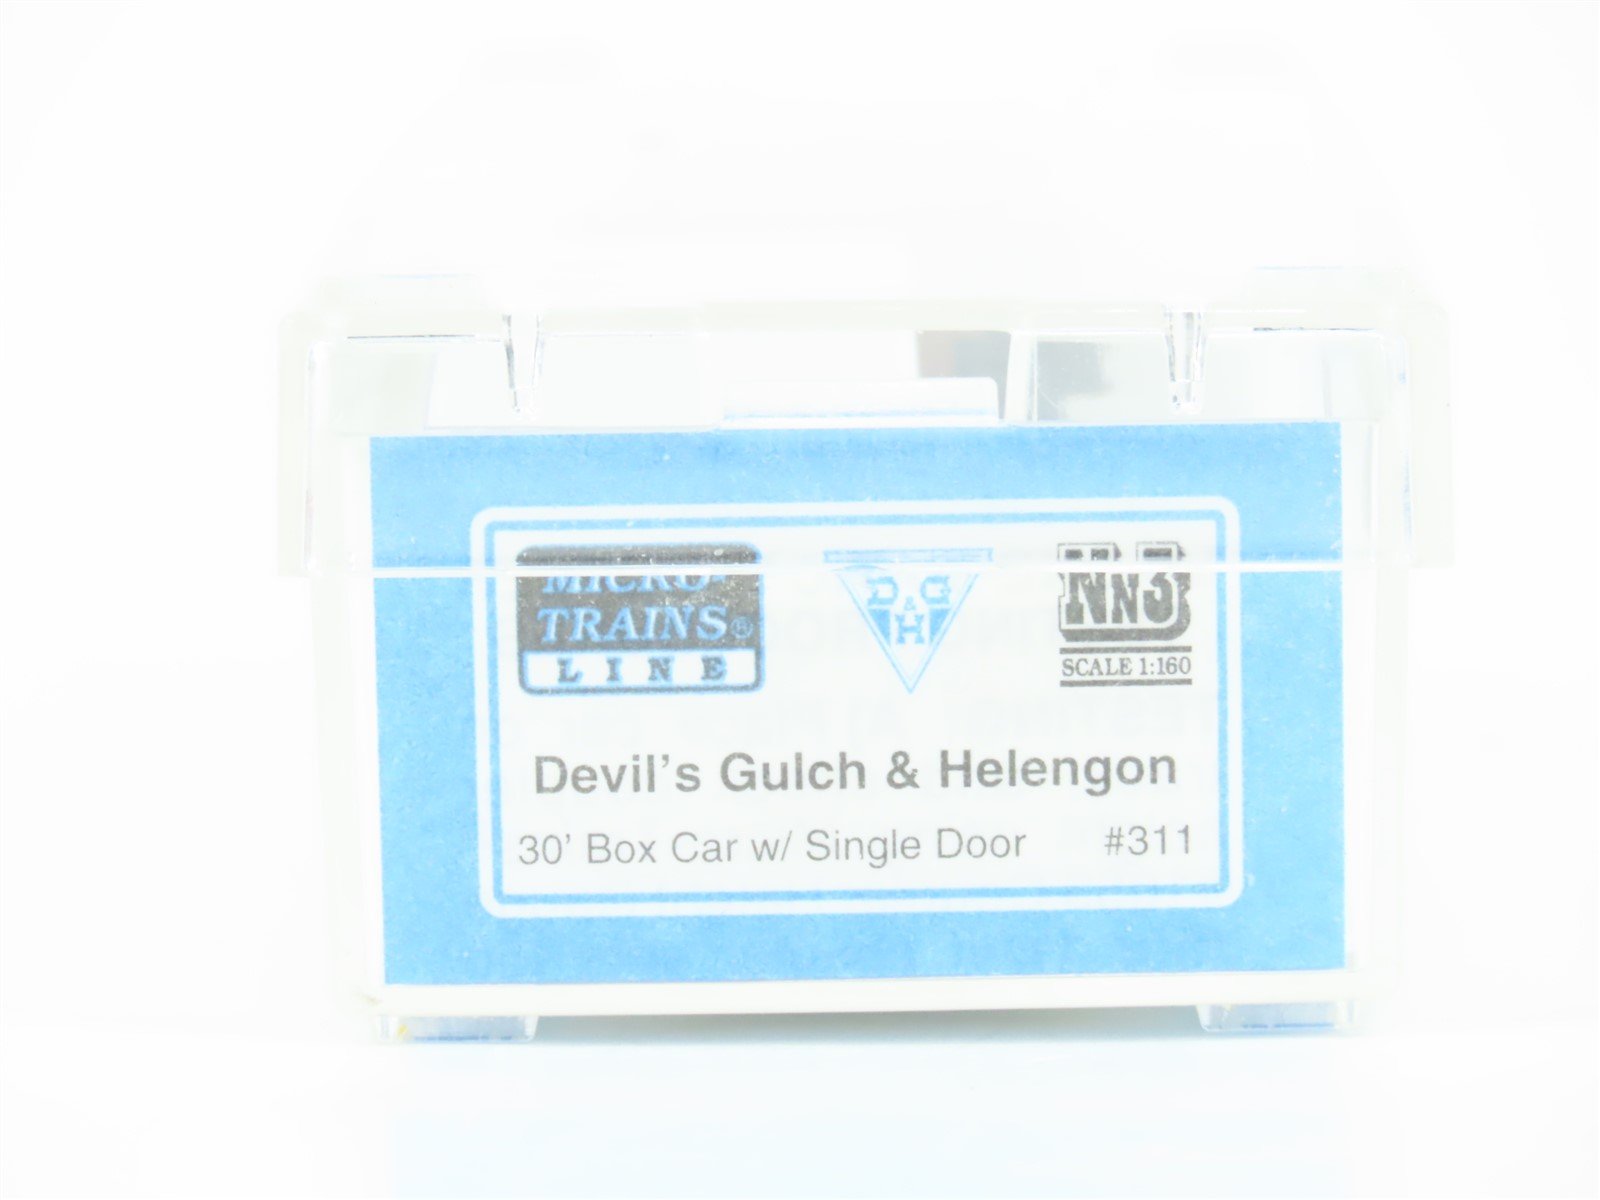 MICRO-
TRAINS®
LINE
D&G
H
NN3
SCALE 1:160
Devil's Gulch & Helengon
30' Box Car w/ Single Door #311